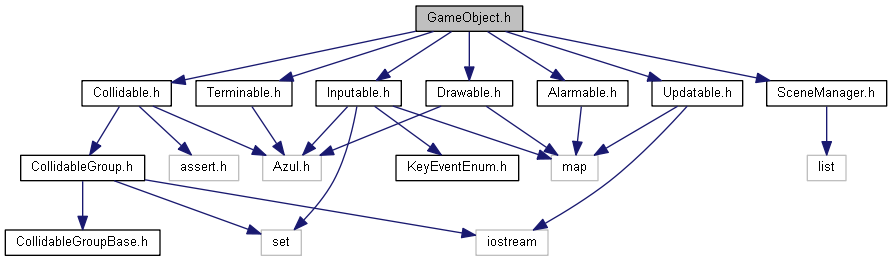 GameObject.h
Collidable.h
Terminable.h
Inputable.h
Drawable.h
Alarmable.h
Updatable.h
SceneManager.h
CollidableGroup.h
assert.h
Azul.h
KeyEventEnum.h
map
list
CollidableGroupBase.h
set
iostream